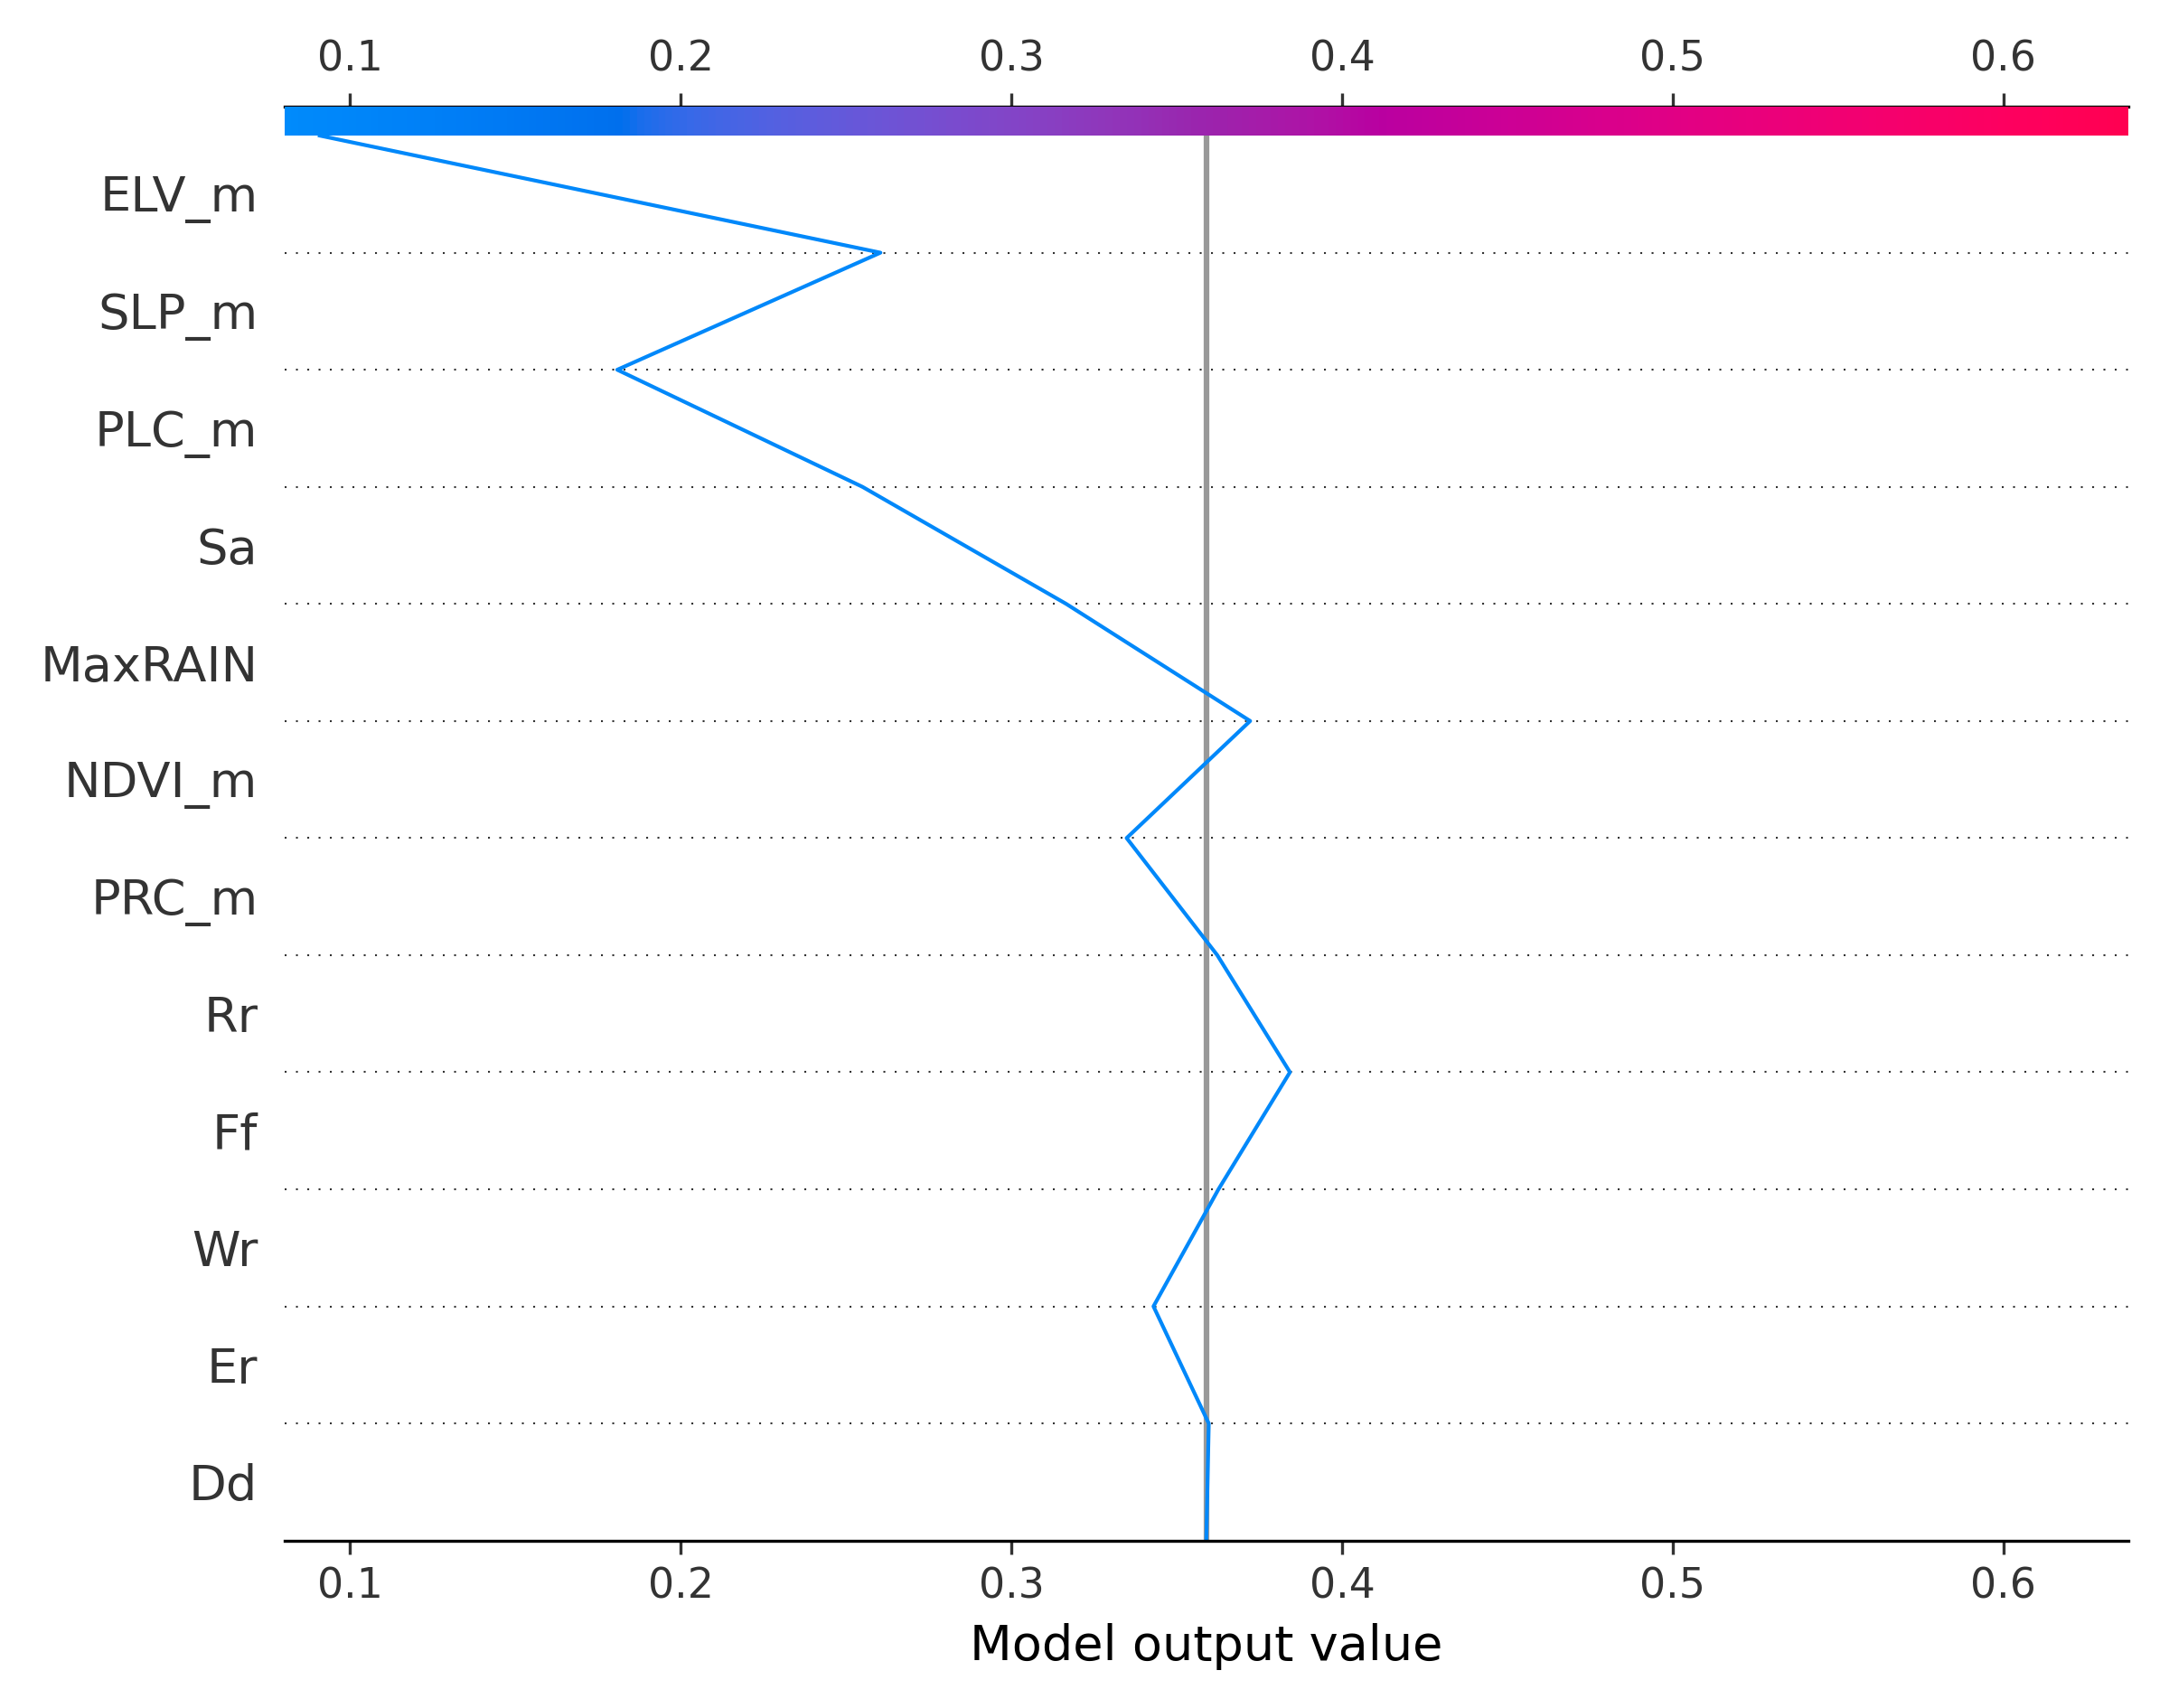 0.1 0.2 0.3 0.4 0.5 0.6
ELV_m
SLP_m
PLC_m
Sa
MaxRAIN
NDVI_m
PRC_m
Rr
Ff
Wr
Er
Dd
0.1 0.2 0.3 0.4 0.5 0.6
Model output value